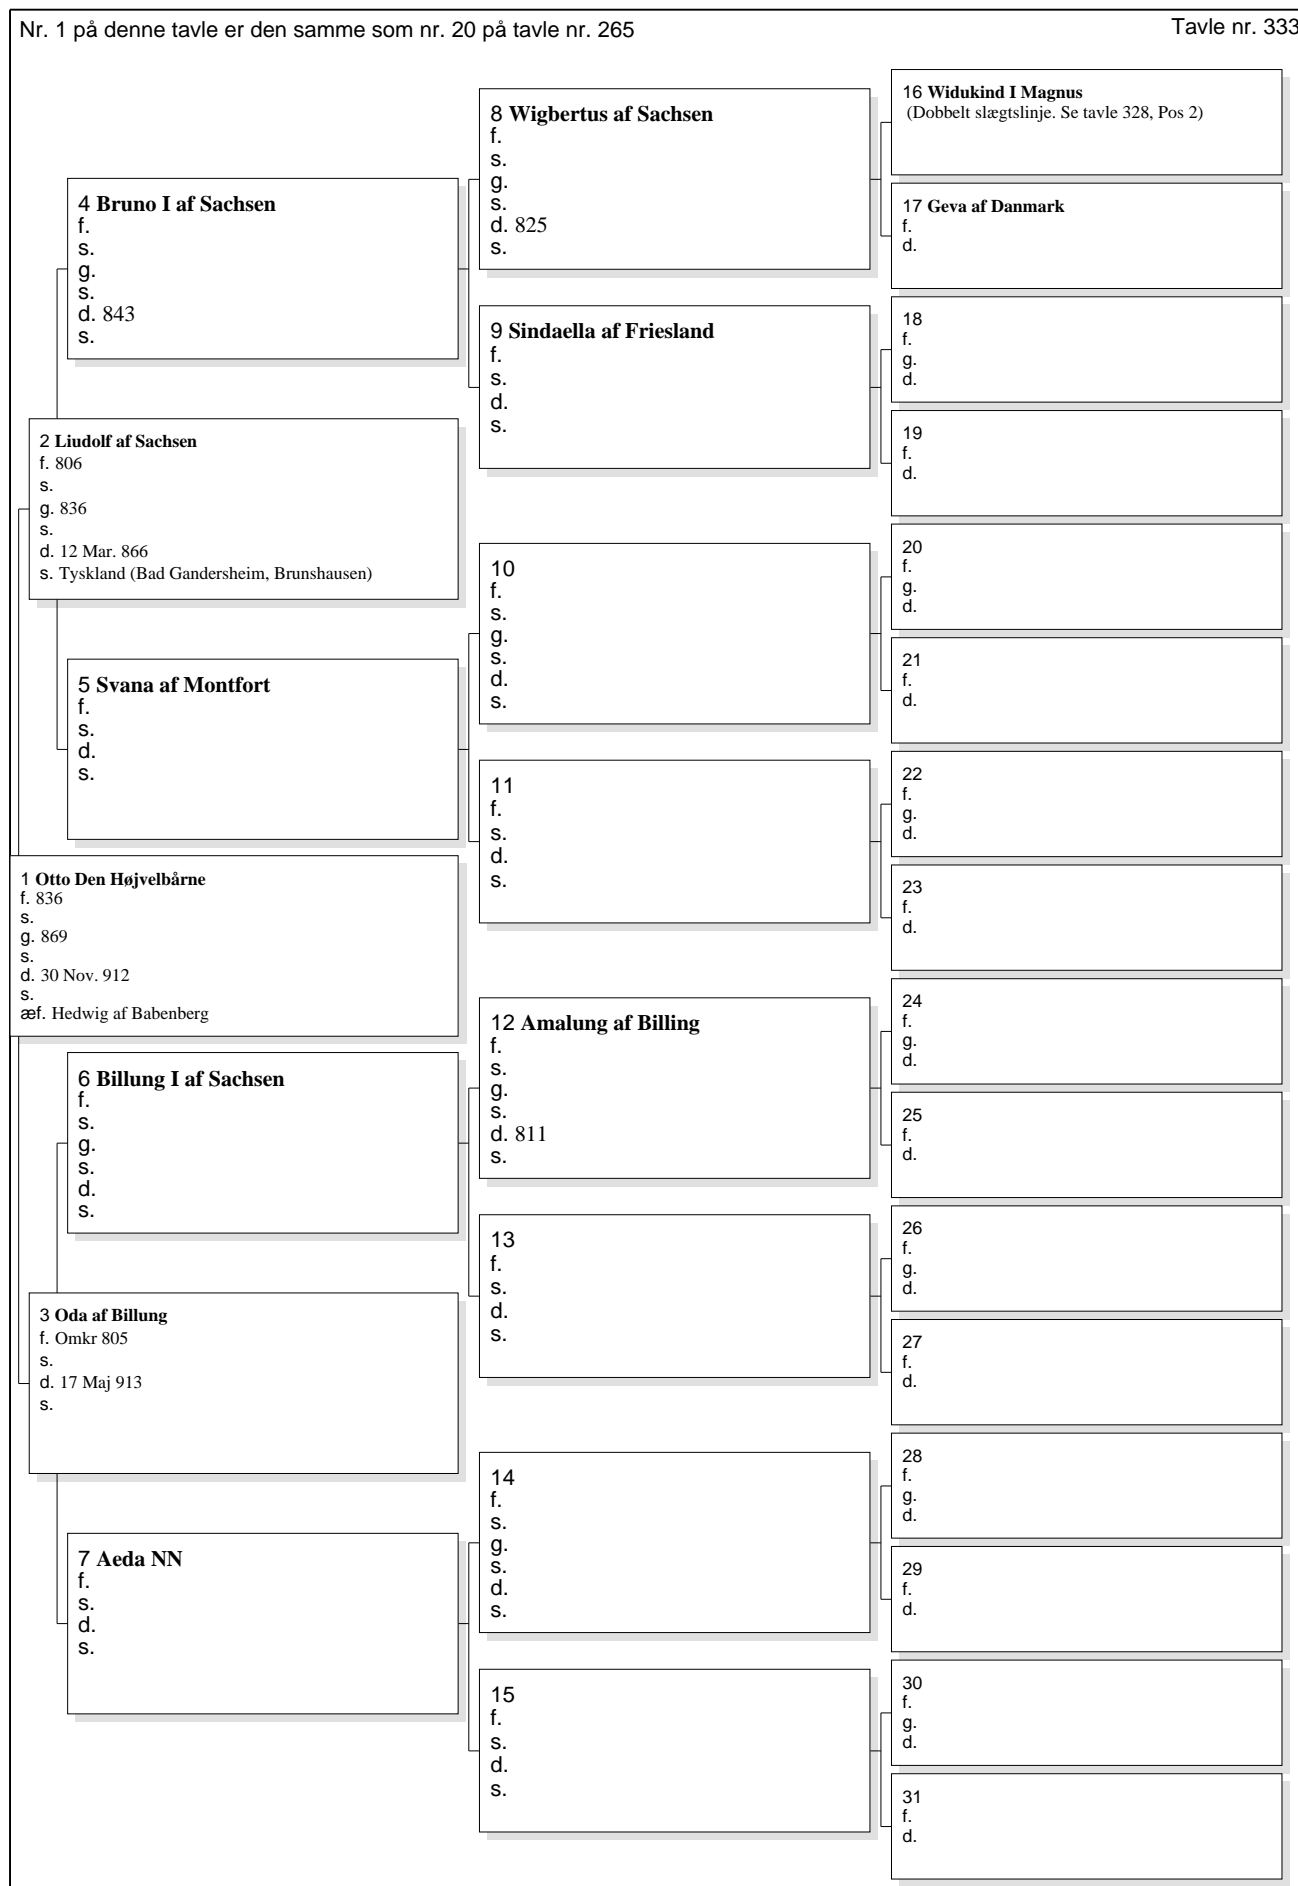 Nr. 1 på denne tavle er den samme som nr. 20 på tavle nr. 265
Tavle nr. 333
1 Otto Den Højvelbårne
f. 836
s.
g. 869
s.
d. 30 Nov. 912
s.
æf. Hedwig af Babenberg
2 Liudolf af Sachsen
f. 806
s.
g. 836
s.
d. 12 Mar. 866
s. Tyskland (Bad Gandersheim, Brunshausen)
3 Oda af Billung
f. Omkr 805
s.
d. 17 Maj 913
s.
4 Bruno I af Sachsen
f.
s.
g.
s.
d. 843
s.
5 Svana af Montfort
f.
s.
d.
s.
6 Billung I af Sachsen
f.
s.
g.
s.
d.
s.
7 Aeda NN
f.
s.
d.
s.
8 Wigbertus af Sachsen
f.
s.
g.
s.
d. 825
s.
9 Sindaella af Friesland
f.
s.
d.
s.
10
f.
s.
g.
s.
d.
s.
11
f.
s.
d.
s.
12 Amalung af Billing
f.
s.
g.
s.
d. 811
s.
13
f.
s.
d.
s.
14
f.
s.
g.
s.
d.
s.
15
f.
s.
d.
s.
16 Widukind I Magnus
(Dobbelt slægtslinje. Se tavle 328, Pos 2)
17 Geva af Danmark
f.
d.
18
f.
g.
d.
19
f.
d.
20
f.
g.
d.
21
f.
d.
22
f.
g.
d.
23
f.
d.
24
f.
g.
d.
25
f.
d.
26
f.
g.
d.
27
f.
d.
28
f.
g.
d.
29
f.
d.
30
f.
g.
d.
31
f.
d.